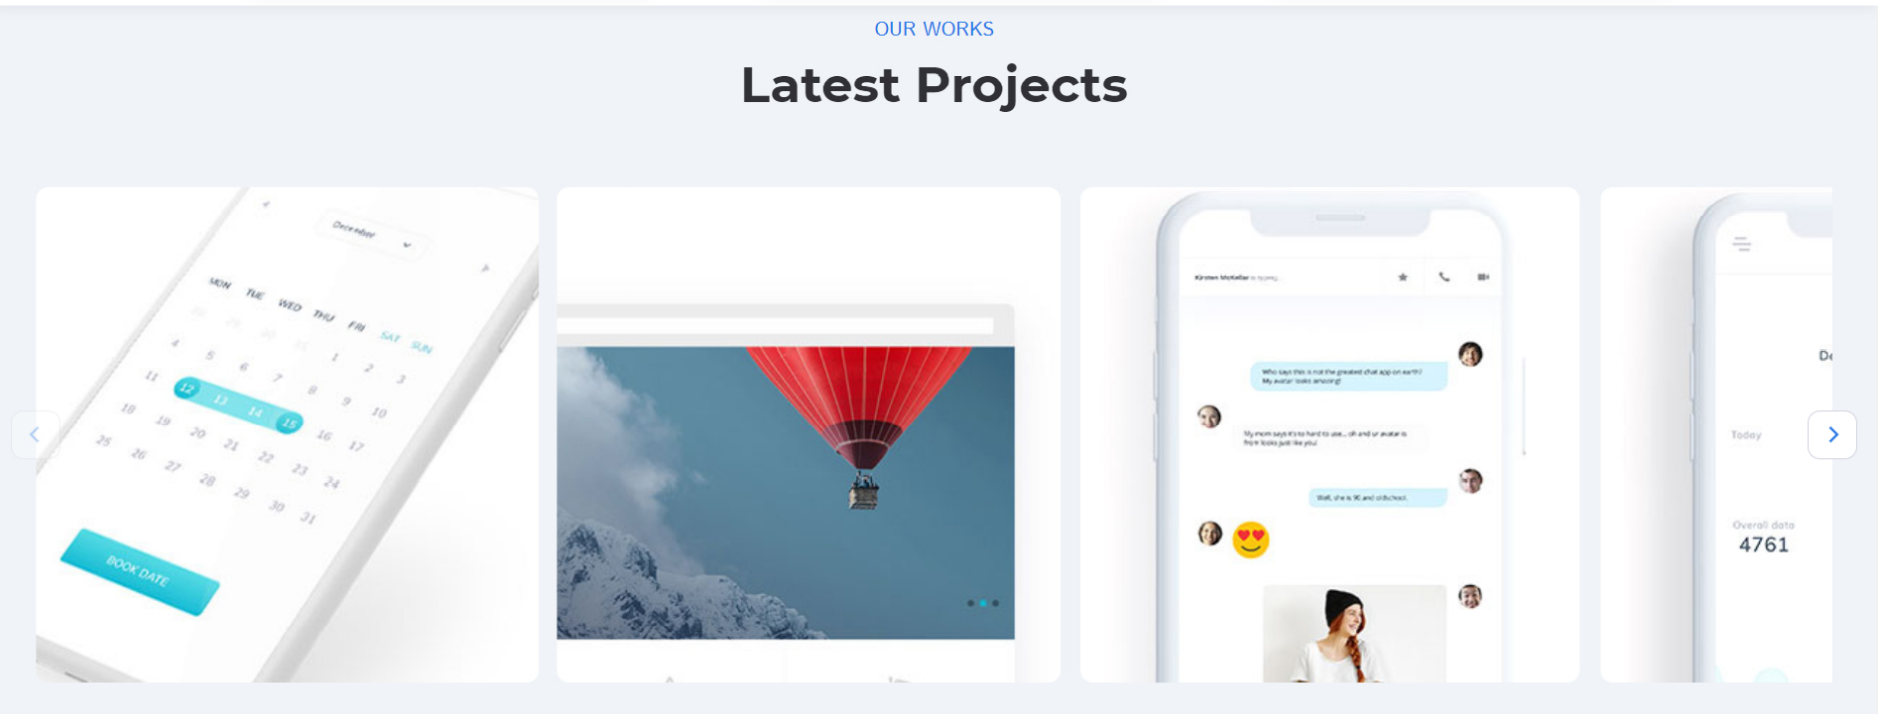 OUR WORKS
Latest Projects
December
MON TUE WED THU FRI SAT SUN
1 2 3
4 5 6 7 8 9 10
11 12 13 14 15 16 17
18 19 20 21 22 23 24
25 26 27 28 29 30 31
BOOK DATE
Kirsten McKellar is typing...
Who says this is not the greatest chat app on earth?
My avatar looks amazing!
My mom says it's to hard to use... oh and ur avatar is
from looks just like you!
Well, she is 90 and oldschool.
Today
Overall data
4761